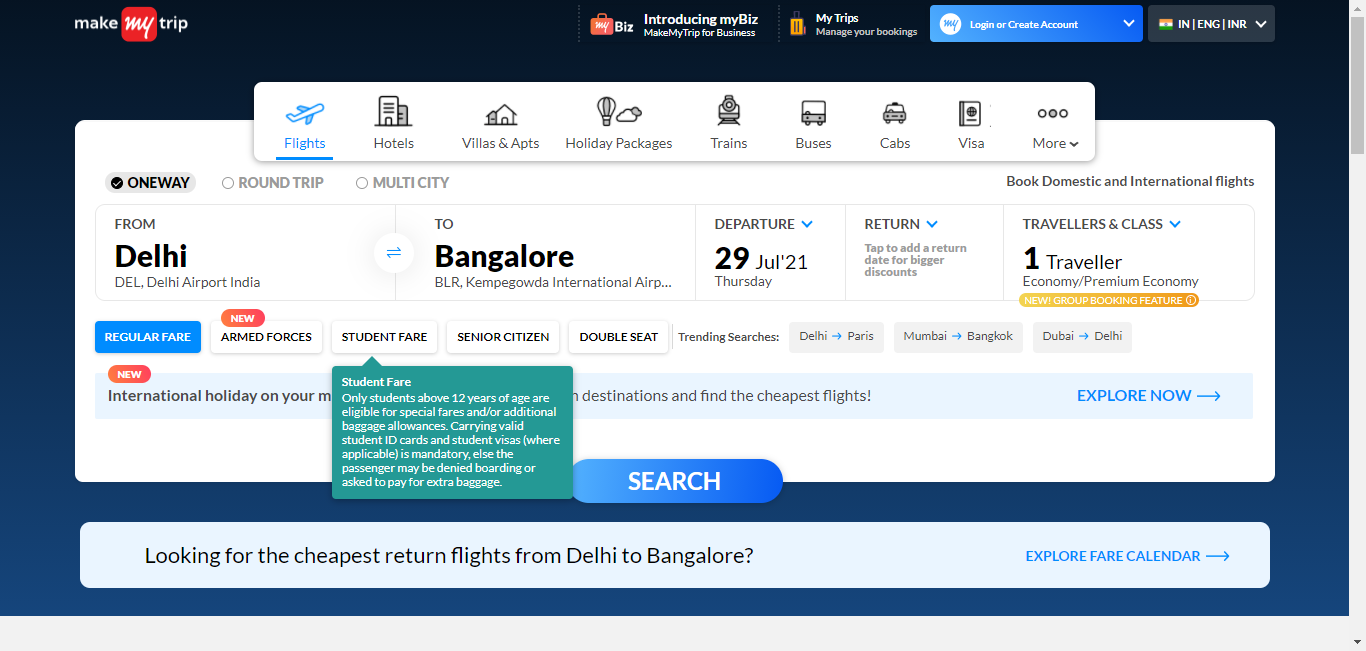 make my trip
my Biz
Introducing myBiz
MakeMyTrip for Business
My Trips
Manage your bookings
my
Login or Create Account
IN | ENG | INR
Flights
Hotels
Villas & Apts
Holiday Packages
Trains
Buses
Cabs
Visa
More
ONEWAY
ROUND TRIP
MULTI CITY
Book Domestic and International flights
FROM
Delhi
DEL, Delhi Airport India
TO
Bangalore
BLR, Kempegowda International Airp...
DEPARTURE
29 Jul'21
Thursday
RETURN
Tap to add a return
date for bigger
discounts
TRAVELLERS & CLASS
1 Traveller
Economy/Premium Economy
NEW! GROUP BOOKING FEATURE
REGULAR FARE
NEW
ARMED FORCES
STUDENT FARE
SENIOR CITIZEN
DOUBLE SEAT
Trending Searches:
Delhi → Paris
Mumbai → Bangkok
Dubai → Delhi
NEW
International holiday on your m
destinations and find the cheapest flights!
EXPLORE NOW
Student Fare
Only students above 12 years of age are
eligible for special fares and/or additional
baggage allowances. Carrying valid
student ID cards and student visas (where
applicable) is mandatory, else the
passenger may be denied boarding or
asked to pay for extra baggage.
SEARCH
Looking for the cheapest return flights from Delhi to Bangalore?
EXPLORE FARE CALENDAR